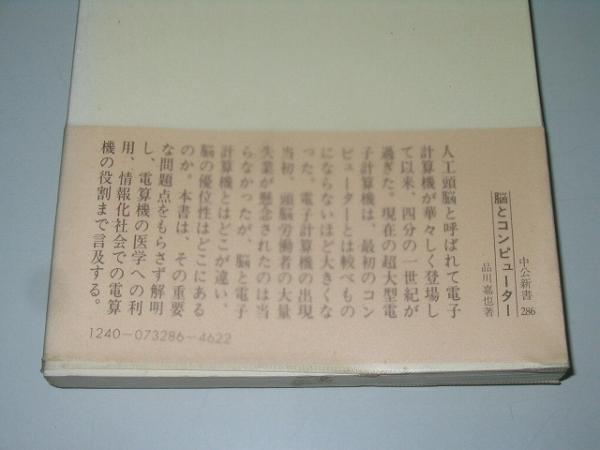 中公新書 286
脳とコンピューター
品川嘉也著
人工頭脳と呼ばれて電子
計算機が華々しく登場し
て以来、四分の一世紀が
過ぎた。現在の超大型電
子計算機は、最初のコン
ピューターとは較べもの
にならないほど大きくな
った。電子計算機の出現
当初、頭脳労働者の大量
失業が懸念されたのは当
らなかったが、脳と電子
計算機とはどこが違い、
脳の優位性はどこにある
のか。本書は、その重要
な問題点をもらさず解明
し、電算機の医学への利
用、情報化社会での電算
機の役割まで言及する。
1240-073286-4622